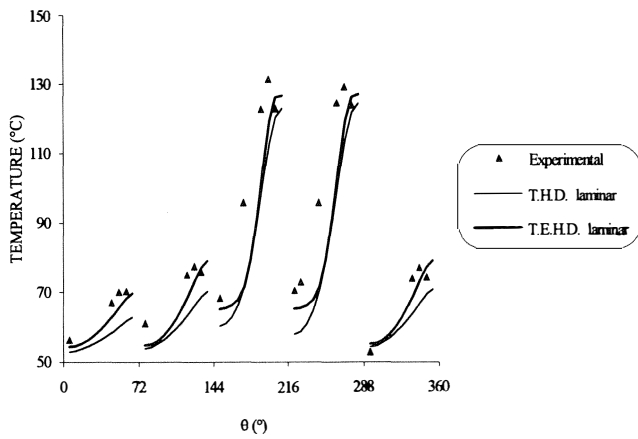 150
130
110
90
70
50
TEMPERATURE (°C)
0
72
144
216
288
360
θ (º)
Experimental
T.H.D. laminar
T.E.H.D. laminar